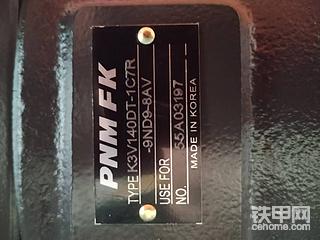 PNM FK
TYPE K3V140DT-1C7R
-9ND9-8AV
USE FOR
NO. 55A03197
MADE IN KOREA
铁甲网
cehome.com